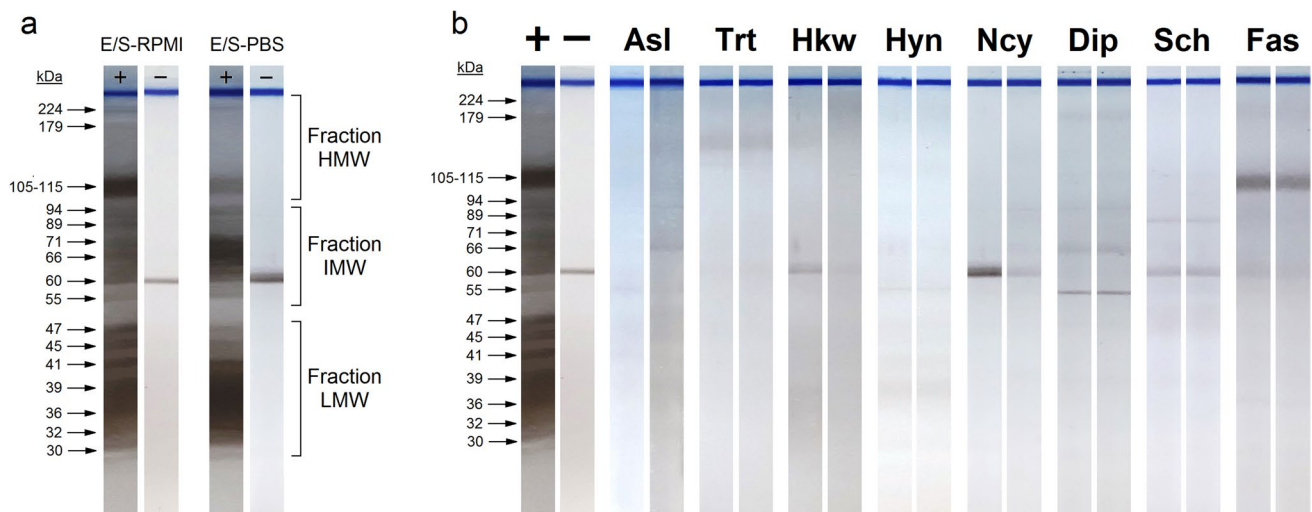 a
E/S-RPMI E/S-PBS
kDa
+ − + −
224
179
105-115
94
89
71
66
60
55
47
45
41
39
36
32
30
Fraction
HMW
Fraction
IMW
Fraction
LMW
b
+ − Asl Trt Hkw Hyn Ncy Dip Sch Fas
kDa
224
179
105-115
94
89
71
66
60
55
47
45
41
39
36
32
30